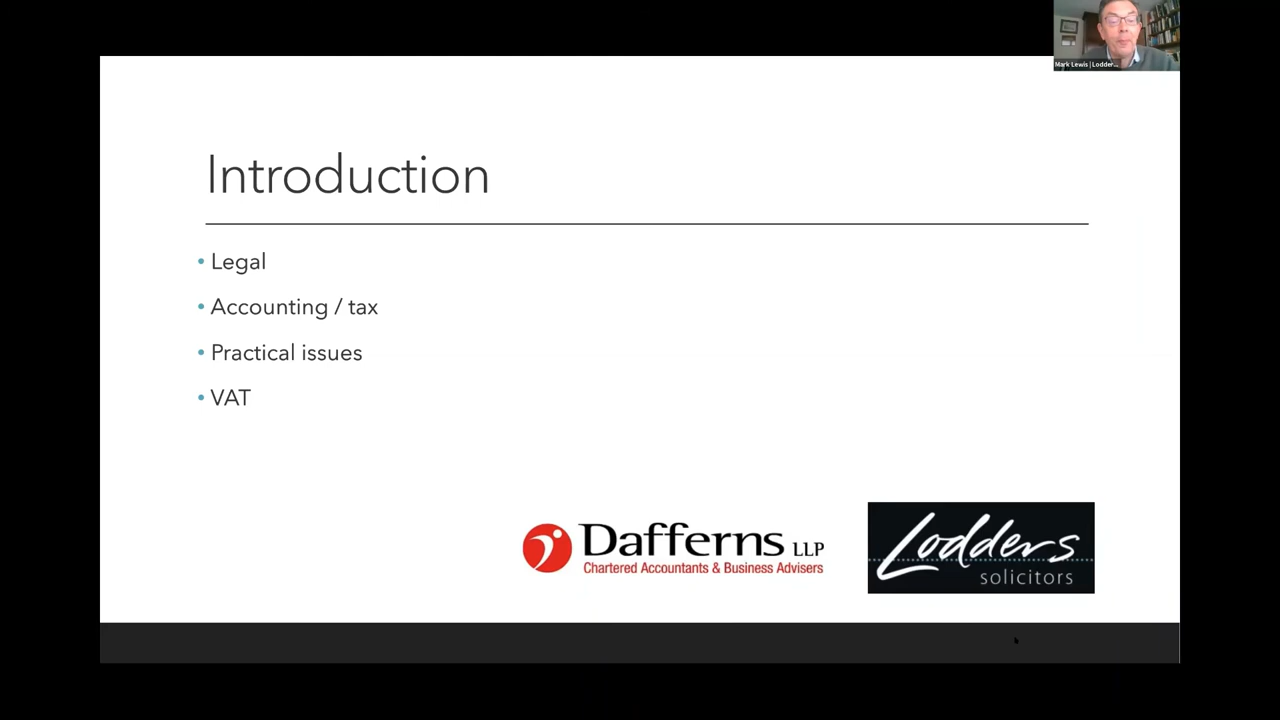 Mark Lewis | Lodder...
Introduction
• Legal
• Accounting / tax
• Practical issues
• VAT
Dafferns LLP
Chartered Accountants & Business Advisers
Lodders
solicitors